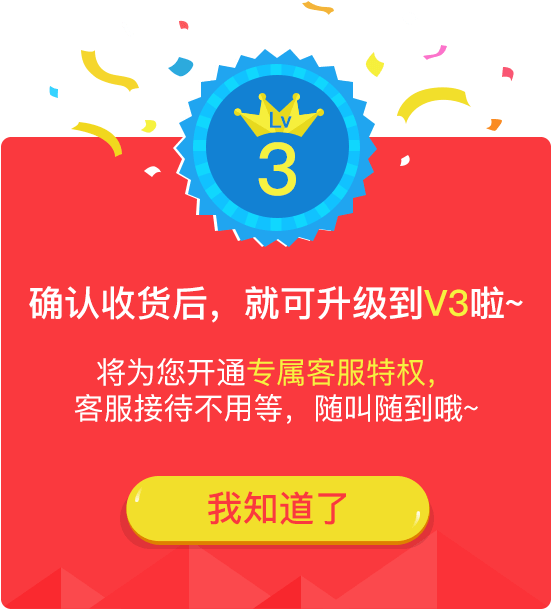 Lv
3
确认收货后，就可升级到V3啦~
将为您开通专属客服特权，
客服接待不用等，随叫随到哦~
我知道了